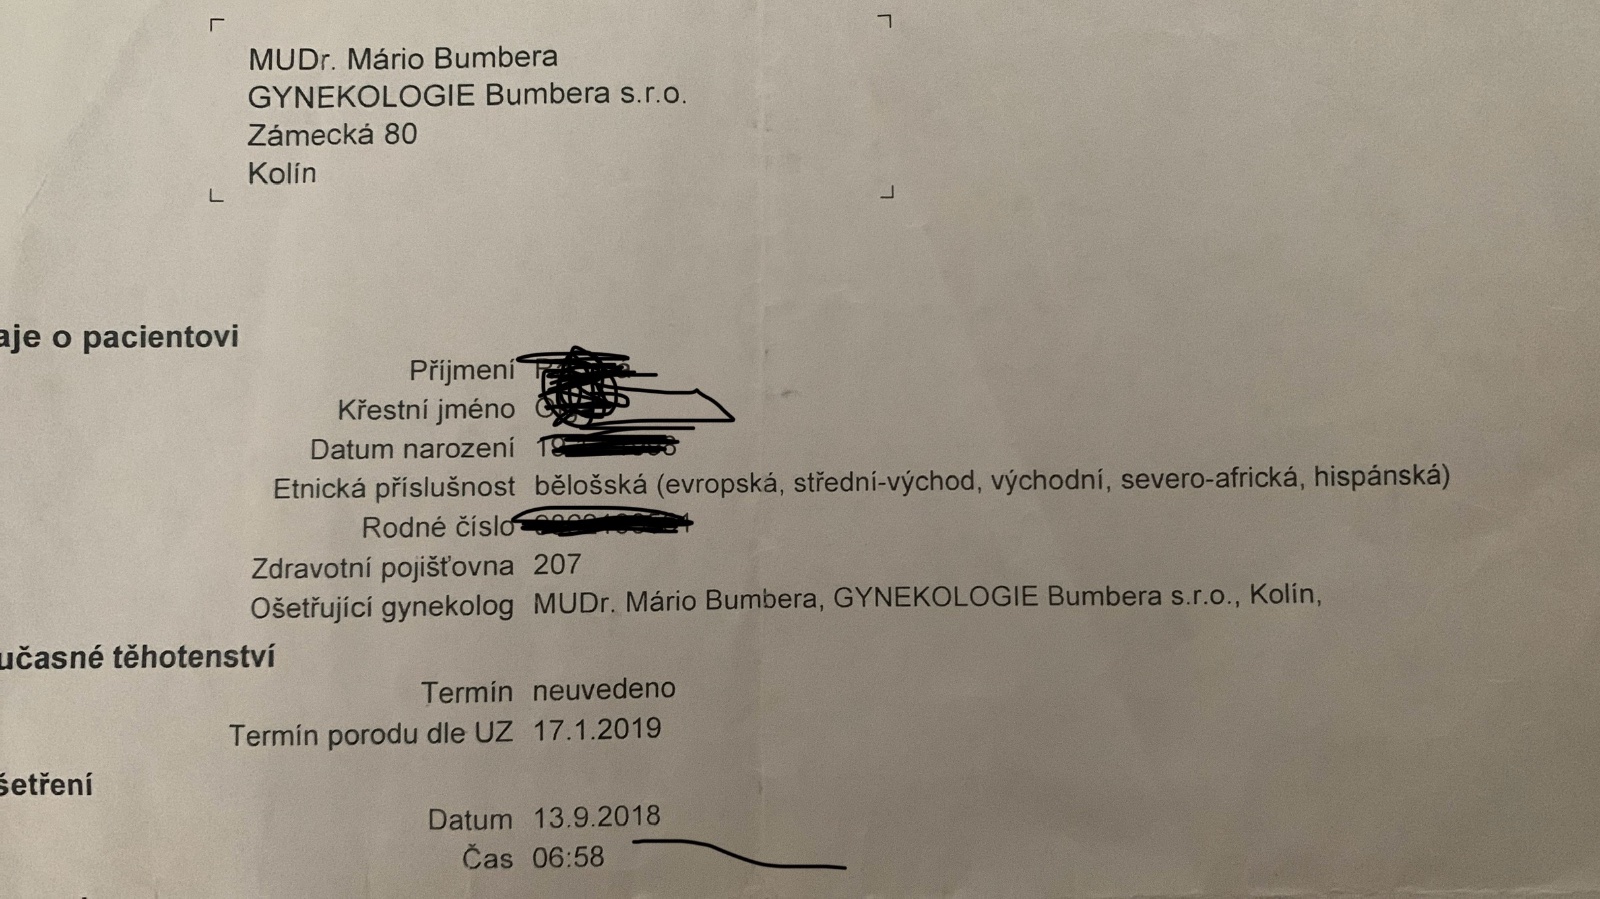 MUDr. Mário Bumbera
GYNEKOLOGIE Bumbera s.r.o.
Zámecká 80
Kolín
aje o pacientovi
Příjmení
Křestní jméno
Datum narození
Etnická příslušnost bělošská (evropská, střední-východ, východní, severo-africká, hispánská)
Rodné číslo
Zdravotní pojišťovna 207
Ošetřující gynekolog MUDr. Mário Bumbera, GYNEKOLOGIE Bumbera s.r.o., Kolín,
učasné těhotenství
Termín neuvedeno
Termín porodu dle UZ 17.1.2019
šetření
Datum 13.9.2018
Čas 06:58